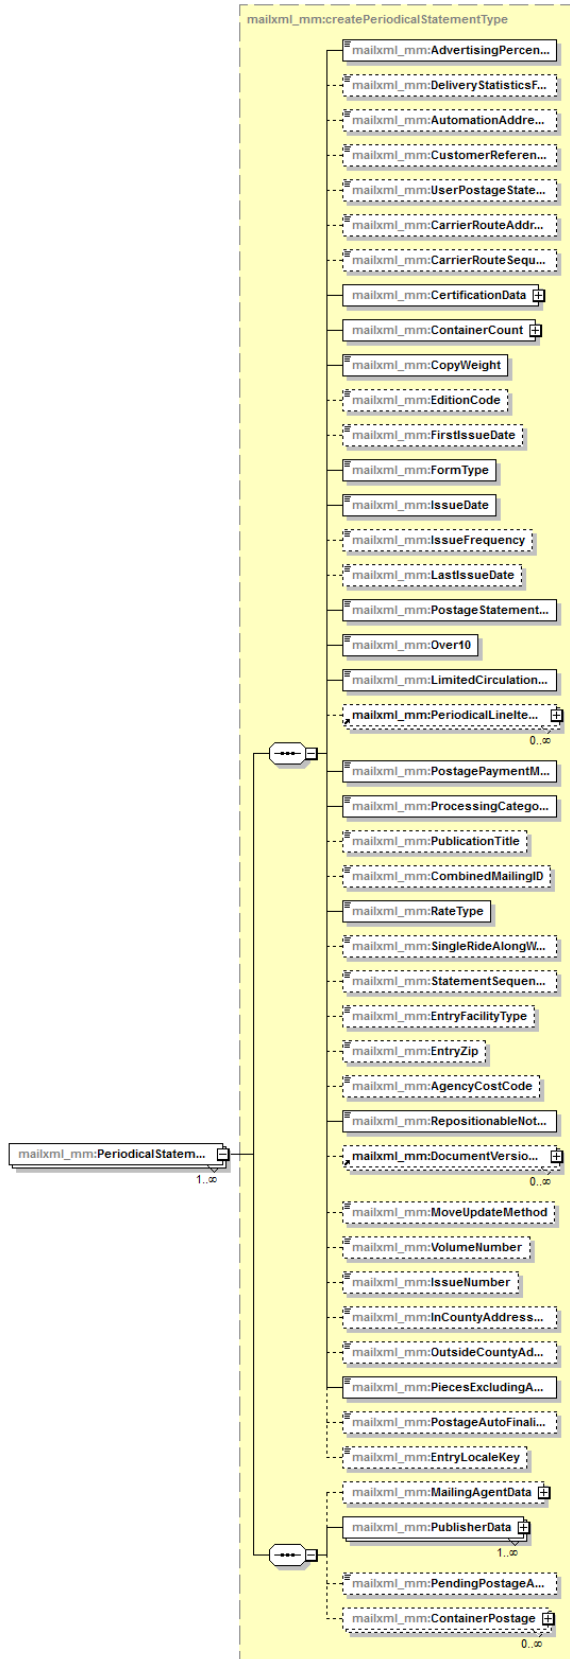 mailxml_mm:createPeriodicalStatementType
mailxml_mm:AdvertisingPercen...
mailxml_mm:DeliveryStatisticsF...
mailxml_mm:AutomationAddre...
mailxml_mm:CustomerReferen...
mailxml_mm:UserPostageState...
mailxml_mm:CarrierRouteAddr...
mailxml_mm:CarrierRouteSequ...
mailxml_mm:CertificationData
mailxml_mm:ContainerCount
mailxml_mm:CopyWeight
mailxml_mm:EditionCode
mailxml_mm:FirstIssueDate
mailxml_mm:FormType
mailxml_mm:IssueDate
mailxml_mm:IssueFrequency
mailxml_mm:LastIssueDate
mailxml_mm:PostageStatement...
mailxml_mm:Over10
mailxml_mm:LimitedCirculation...
mailxml_mm:PeriodicalLineIte...
0..∞
mailxml_mm:PostagePaymentM...
mailxml_mm:ProcessingCatego...
mailxml_mm:PublicationTitle
mailxml_mm:CombinedMailingID
mailxml_mm:RateType
mailxml_mm:SingleRideAlongW...
mailxml_mm:StatementSequen...
mailxml_mm:EntryFacilityType
mailxml_mm:EntryZip
mailxml_mm:AgencyCostCode
mailxml_mm:RepositionableNot...
mailxml_mm:PeriodicalStatem...
1..∞
mailxml_mm:DocumentVersio...
0..∞
mailxml_mm:MoveUpdateMethod
mailxml_mm:VolumeNumber
mailxml_mm:IssueNumber
mailxml_mm:InCountyAddress...
mailxml_mm:OutsideCountyAd...
mailxml_mm:PiecesExcludingA...
mailxml_mm:PostageAutoFinali...
mailxml_mm:EntryLocaleKey
mailxml_mm:MailingAgentData
mailxml_mm:PublisherData
1..∞
mailxml_mm:PendingPostageA...
mailxml_mm:ContainerPostage
0..∞